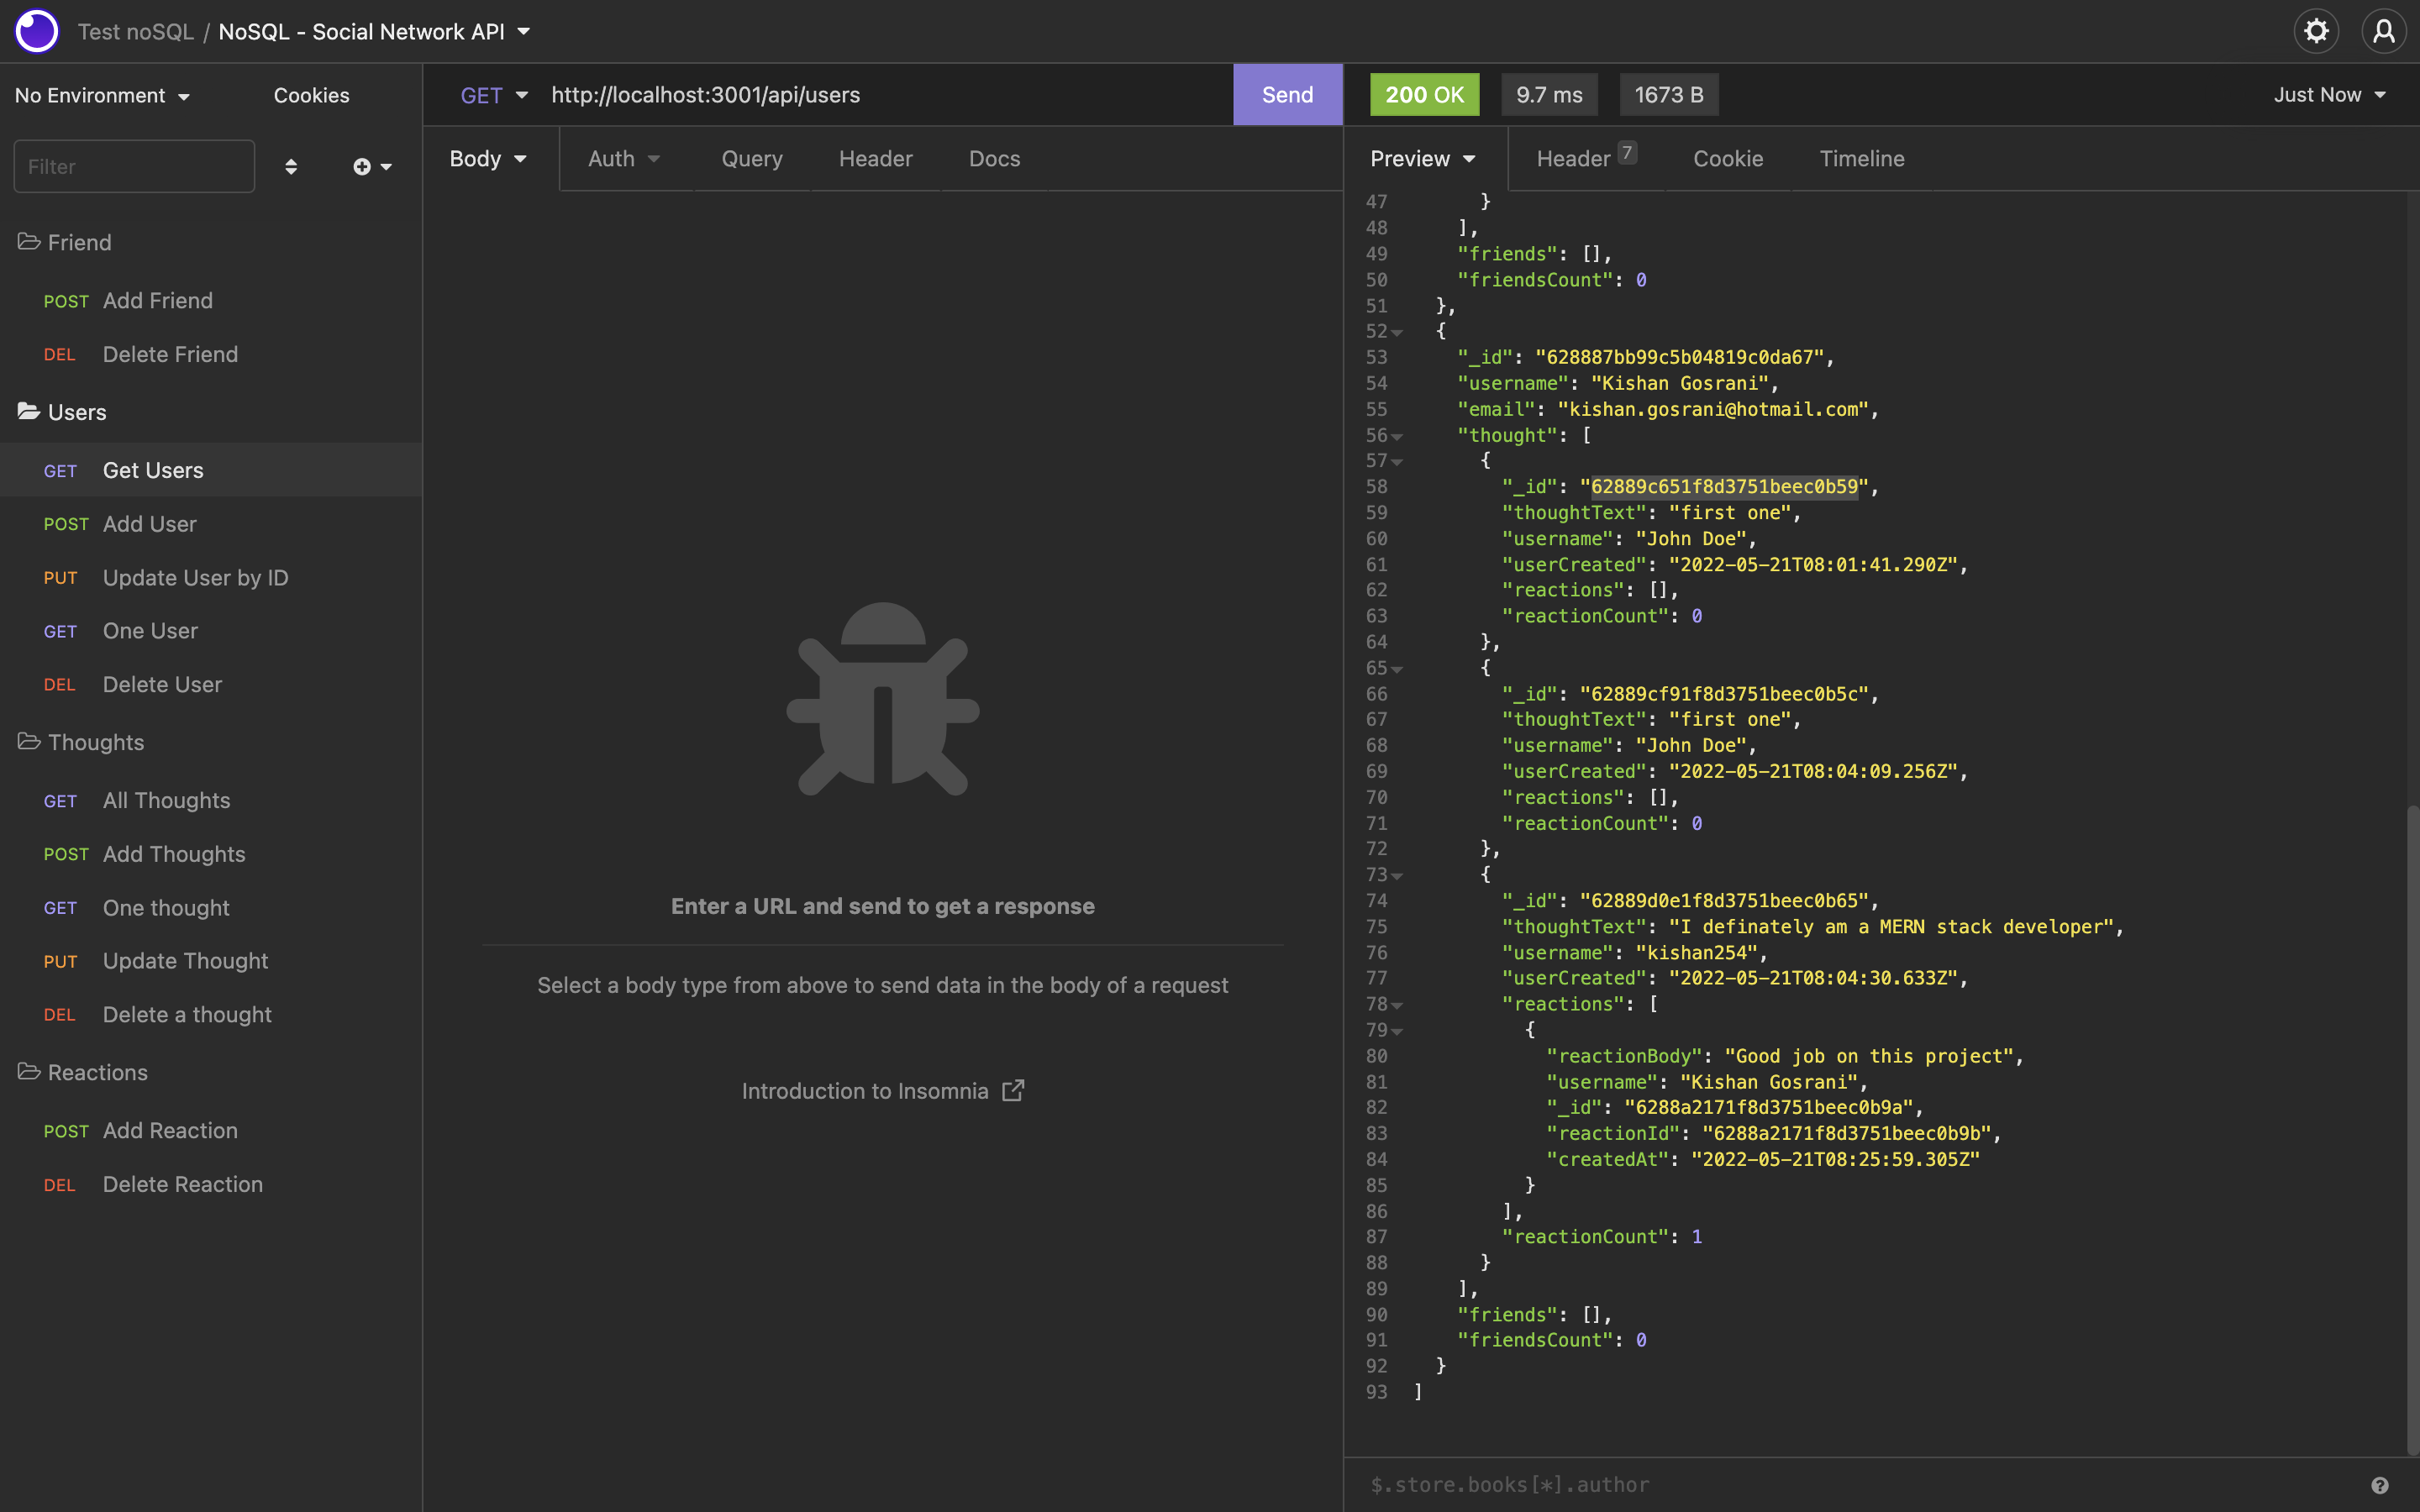 Test noSQL / NoSQL - Social Network API
No Environment
Cookies
Filter
Friend
POST Add Friend
DEL Delete Friend
Users
GET Get Users
POST Add User
PUT Update User by ID
GET One User
DEL Delete User
Thoughts
GET All Thoughts
POST Add Thoughts
GET One thought
PUT Update Thought
DEL Delete a thought
Reactions
POST Add Reaction
DEL Delete Reaction
GET http://localhost:3001/api/users Send
Body Auth Query Header Docs
Enter a URL and send to get a response
Select a body type from above to send data in the body of a request
Introduction to Insomnia
200 OK 9.7 ms 1673 B Just Now
Preview Header 7 Cookie Timeline
47 }
48 ],
49 "friends": [],
50 "friendsCount": 0
51 },
52 {
53 "_id": "628887bb99c5b04819c0da67",
54 "username": "Kishan Gosrani",
55 "email": "kishan.gosrani@hotmail.com",
56 "thought": [
57 {
58 "_id": "62889c651f8d3751beec0b59",
59 "thoughtText": "first one",
60 "username": "John Doe",
61 "userCreated": "2022-05-21T08:01:41.290Z",
62 "reactions": [],
63 "reactionCount": 0
64 },
65 {
66 "_id": "62889cf91f8d3751beec0b5c",
67 "thoughtText": "first one",
68 "username": "John Doe",
69 "userCreated": "2022-05-21T08:04:09.256Z",
70 "reactions": [],
71 "reactionCount": 0
72 },
73 {
74 "_id": "62889d0e1f8d3751beec0b65",
75 "thoughtText": "I definately am a MERN stack developer",
76 "username": "kishan254",
77 "userCreated": "2022-05-21T08:04:30.633Z",
78 "reactions": [
79 {
80 "reactionBody": "Good job on this project",
81 "username": "Kishan Gosrani",
82 "_id": "6288a2171f8d3751beec0b9a",
83 "reactionId": "6288a2171f8d3751beec0b9b",
84 "createdAt": "2022-05-21T08:25:59.305Z"
85 }
86 ],
87 "reactionCount": 1
88 }
89 ],
90 "friends": [],
91 "friendsCount": 0
92 }
93 ]
$.store.books[*].author